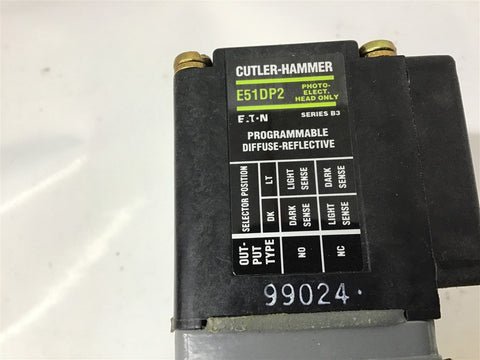 CUTLER-HAMMER
E51DP2
PHOTO-
ELECT.
HEAD ONLY
E·T·N
SERIES B3
PROGRAMMABLE
DIFFUSE-REFLECTIVE
SELECTOR POSITION
LT
LIGHT
SENSE
DARK
SENSE
DK
DARK
SENSE
LIGHT
SENSE
OUT-
PUT
TYPE
NO
NC
99024.